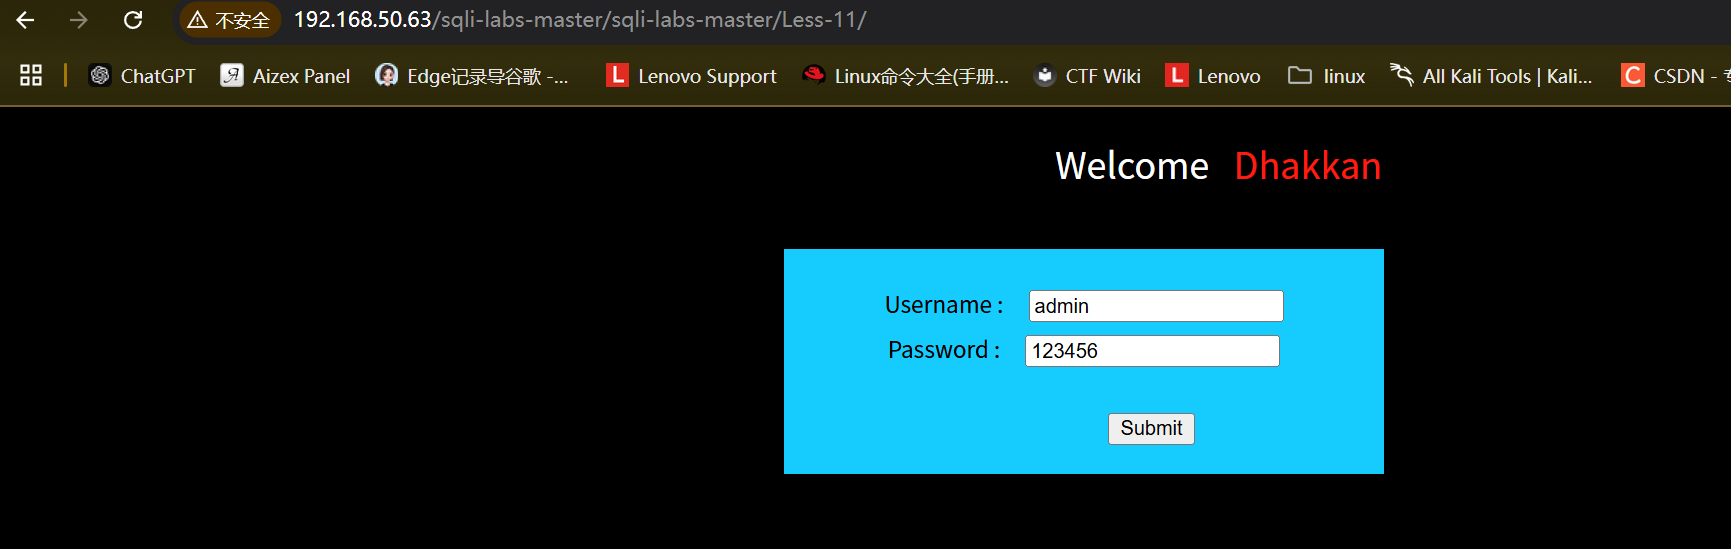 不安全 192.168.50.63/sqli-labs-master/sqli-labs-master/Less-11/
ChatGPT Aizex Panel Edge记录导谷歌 -... Lenovo Support Linux命令大全(手册... CTF Wiki Lenovo linux All Kali Tools | Kali... CSDN -
Welcome Dhakkan
Username : admin
Password : 123456
Submit